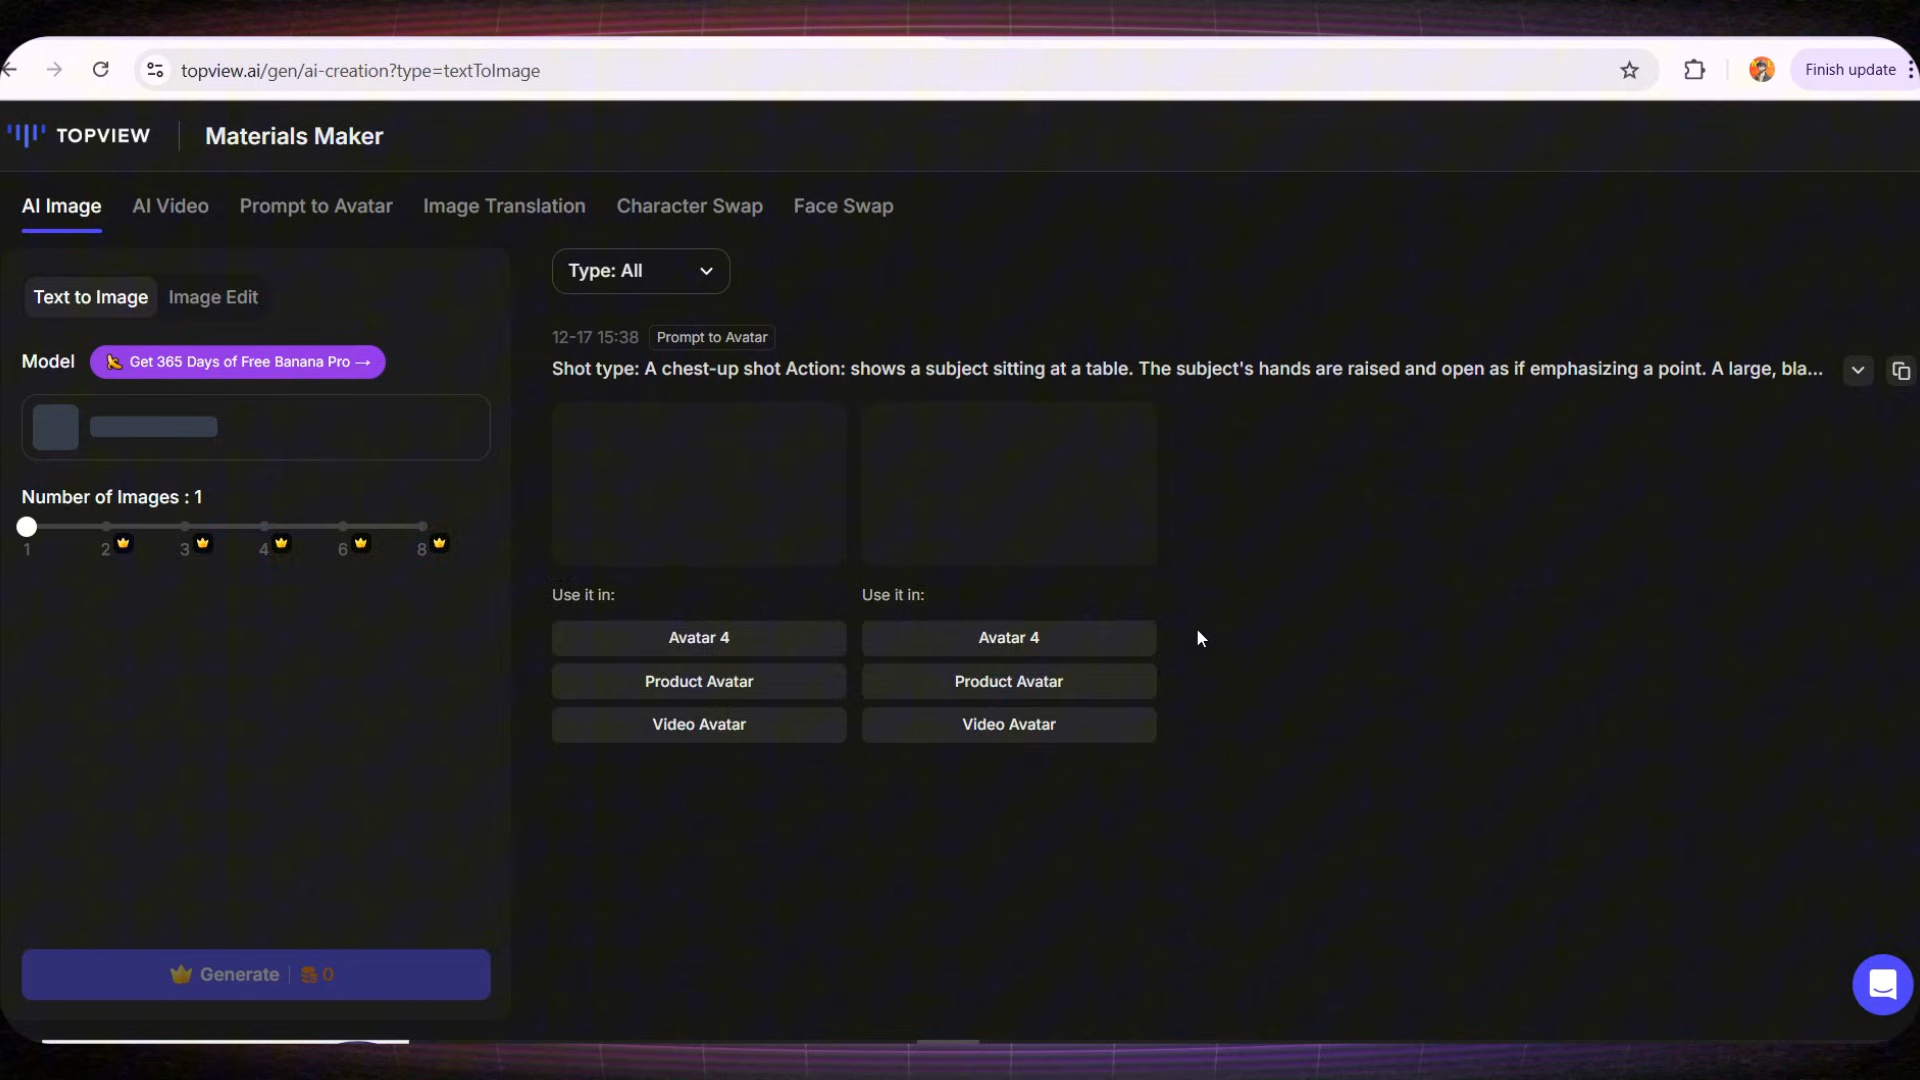 topview.ai/gen/ai-creation?type=textToImage
Finish update
TOPVIEW
Materials Maker
AI Image
AI Video
Prompt to Avatar
Image Translation
Character Swap
Face Swap
Text to Image
Image Edit
Model
Get 365 Days of Free Banana Pro →
Number of Images : 1
1
2
3
4
6
8
Generate
0
Type: All
12-17 15:38
Prompt to Avatar
Shot type: A chest-up shot Action: shows a subject sitting at a table. The subject's hands are raised and open as if emphasizing a point. A large, bla...
Use it in:
Use it in:
Avatar 4
Avatar 4
Product Avatar
Product Avatar
Video Avatar
Video Avatar